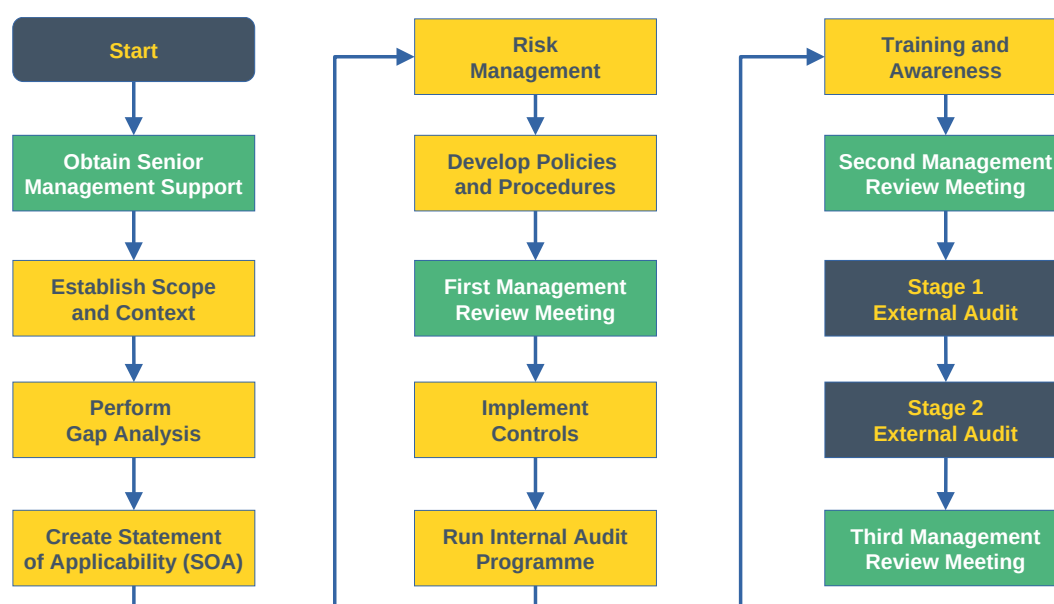 Start
Obtain Senior
Management Support
Establish Scope
and Context
Perform
Gap Analysis
Create Statement
of Applicability (SOA)
Risk
Management
Develop Policies
and Procedures
First Management
Review Meeting
Implement
Controls
Run Internal Audit
Programme
Training and
Awareness
Second Management
Review Meeting
Stage 1
External Audit
Stage 2
External Audit
Third Management
Review Meeting